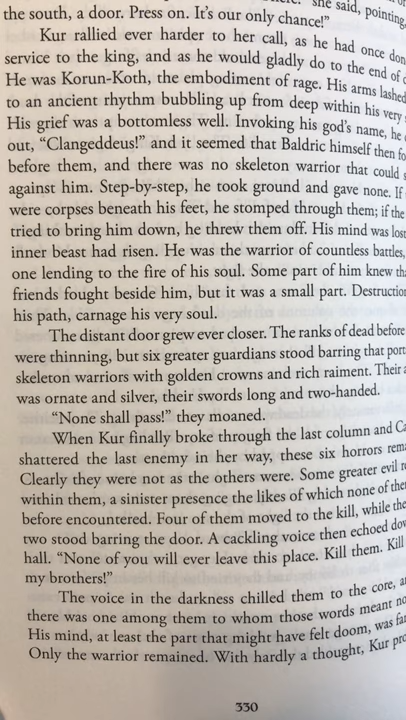 she said, pointing
the south, a door. Press on. It's our only chance!"
Kur rallied ever harder to her call, as he had once don
service to the king, and as he would gladly do to the end of
He was Korun-Koth, the embodiment of rage. His arms lashed
to an ancient rhythm bubbling up from deep within his very
His grief was a bottomless well. Invoking his god's name, he
out, "Clangeddeus!" and it seemed that Baldric himself then fo
before them, and there was no skeleton warrior that could s
against him. Step-by-step, he took ground and gave none. If
were corpses beneath his feet, he stomped through them; if the
tried to bring him down, he threw them off. His mind was lost
inner beast had risen. He was the warrior of countless battles,
one lending to the fire of his soul. Some part of him knew tha
friends fought beside him, but it was a small part. Destruction
his path, carnage his very soul.
The distant door grew ever closer. The ranks of dead before
were thinning, but six greater guardians stood barring that port
skeleton warriors with golden crowns and rich raiment. Their a
was ornate and silver, their swords long and two-handed.
"None shall pass!" they moaned.
When Kur finally broke through the last column and Ca
shattered the last enemy in her way, these six horrors rema
Clearly they were not as the others were. Some greater evil r
within them, a sinister presence the likes of which none of the
before encountered. Four of them moved to the kill, while the
two stood barring the door. A cackling voice then echoed dow
hall. "None of you will ever leave this place. Kill them. Kill
my brothers!"
The voice in the darkness chilled them to the core, a
there was one among them to whom those words meant no
His mind, at least the part that might have felt doom, was far
Only the warrior remained. With hardly a thought, Kur pro
330